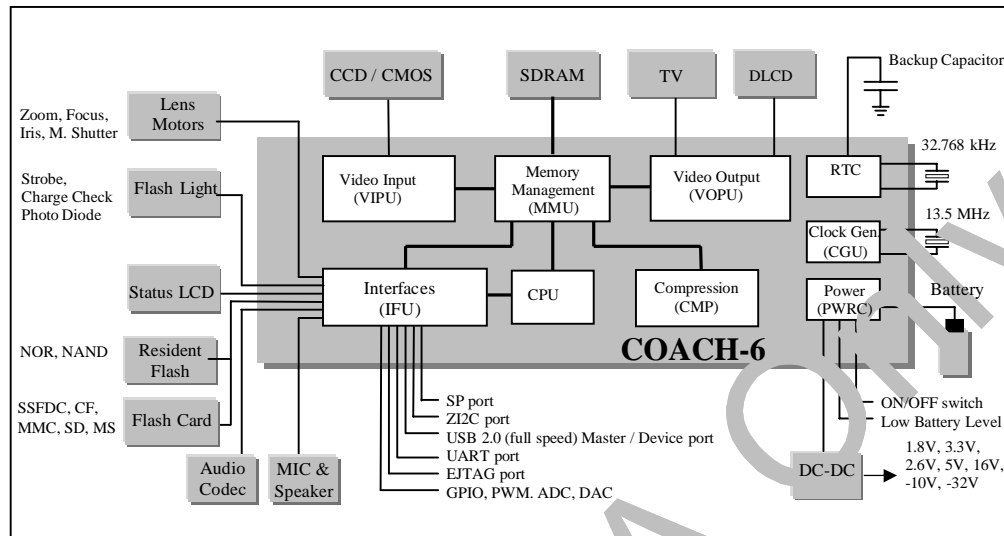 CCD / CMOS
SDRAM
TV
DLCD
Backup Capacitor
Zoom, Focus,
Iris, M. Shutter
Lens
Motors
32.768 kHz
Video Input
(VIPU)
Memory
Management
(MMU)
Video Output
(VOPU)
RTC
Strobe,
Charge Check
Photo Diode
Flash Light
13.5 MHz
Clock Gen.
(CGU)
Status LCD
Interfaces
(IFU)
CPU
Compression
(CMP)
Power
(PWRC)
Battery
COACH-6
NOR, NAND
Resident
Flash
SSFDC, CF,
MMC, SD, MS
Flash Card
Audio
Codec
MIC &
Speaker
SP port
ZI2C port
USB 2.0 (full speed) Master / Device port
UART port
EJTAG port
GPIO, PWM. ADC, DAC
ON/OFF switch
Low Battery Level
DC-DC
1.8V, 3.3V,
2.6V, 5V, 16V,
-10V, -32V